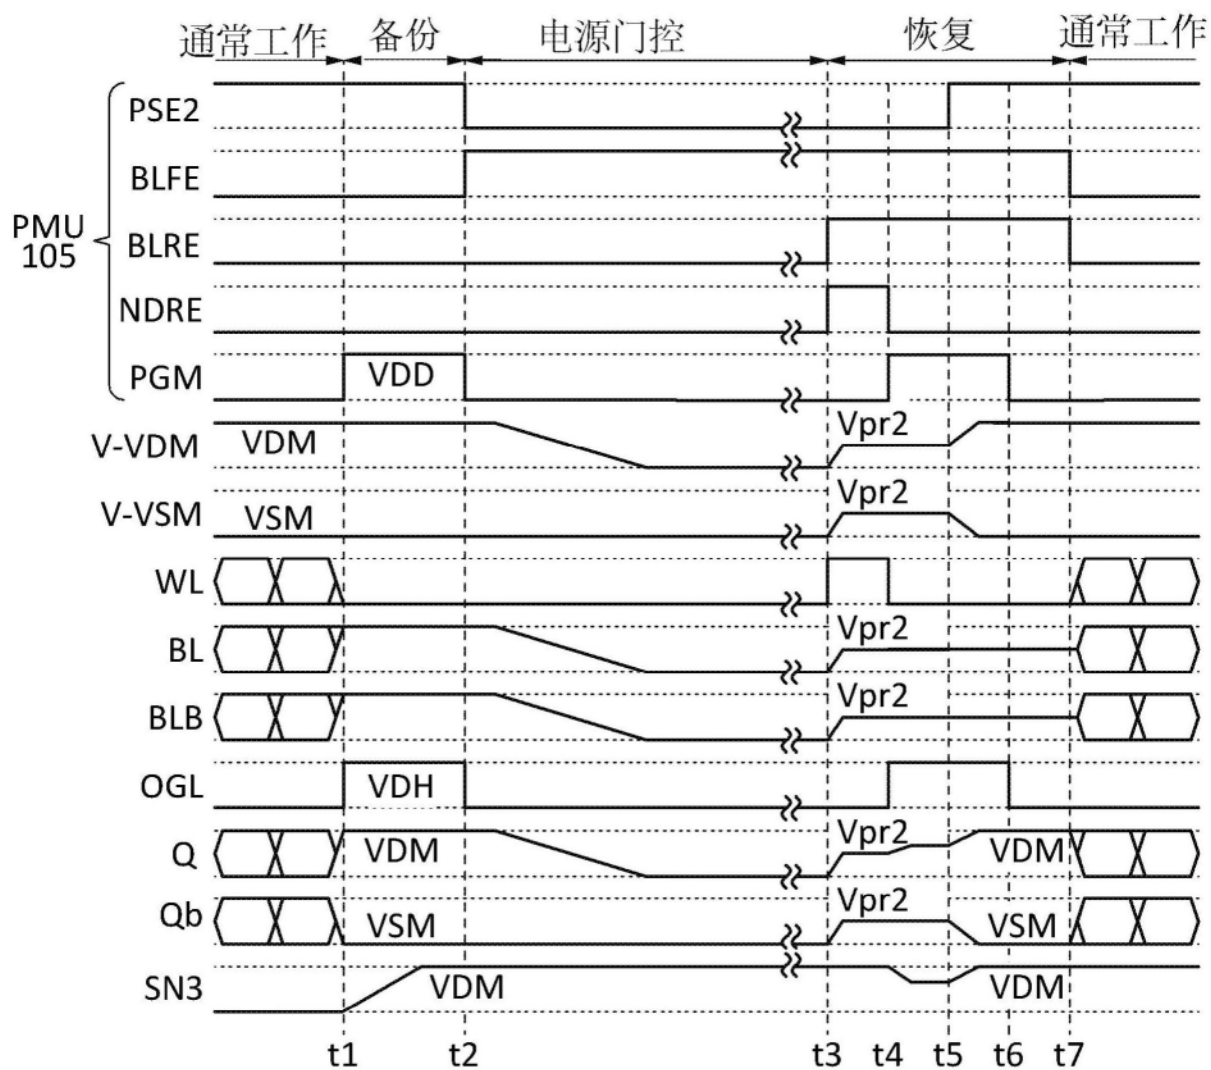 通常工作 备份 电源门控 恢复 通常工作
PSE2
BLFE
PMU
105
BLRE
NDRE
PGM VDD
V-VDM VDM Vpr2
V-VSM VSM Vpr2
WL
BL Vpr2
BLB Vpr2
OGL VDH
Q VDM Vpr2 VDM
Qb VSM Vpr2 VSM
SN3 VDM VDM
t1 t2 t3 t4 t5 t6 t7